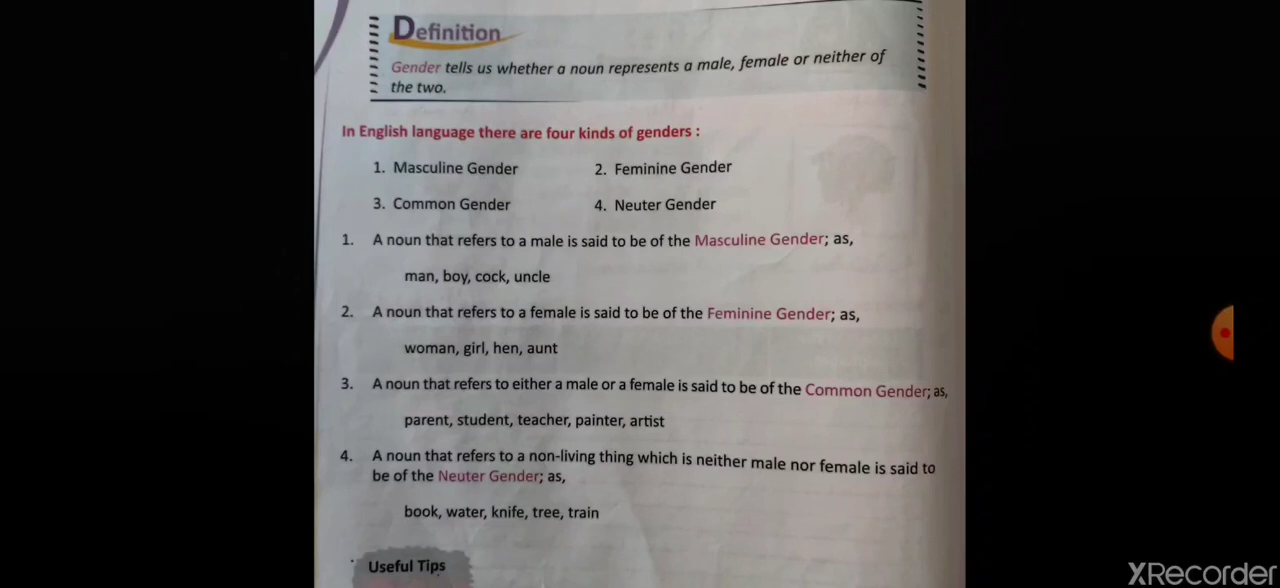 Definition
Gender tells us whether a noun represents a male, female or neither of
the two.
In English language there are four kinds of genders :
1. Masculine Gender 2. Feminine Gender
3. Common Gender 4. Neuter Gender
1. A noun that refers to a male is said to be of the Masculine Gender; as,
man, boy, cock, uncle
2. A noun that refers to a female is said to be of the Feminine Gender; as,
woman, girl, hen, aunt
3. A noun that refers to either a male or a female is said to be of the Common Gender; as,
parent, student, teacher, painter, artist
4. A noun that refers to a non-living thing which is neither male nor female is said to
be of the Neuter Gender; as,
book, water, knife, tree, train
Useful Tips
XRecorder